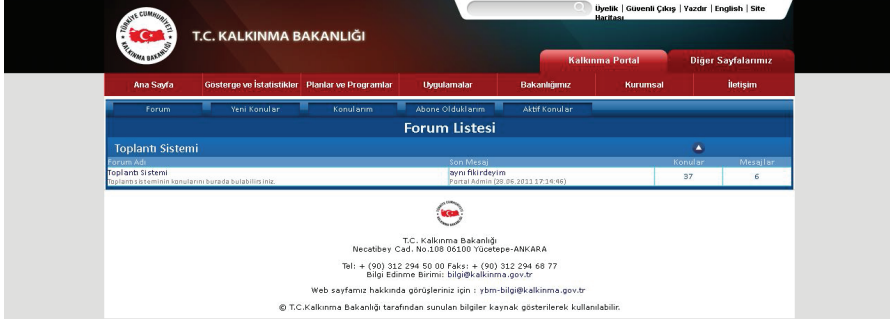 Üyelik | Güvenli Çıkış | Yazdır | English | Site Haritası
T.C. KALKINMA BAKANLIĞI
Kalkınma Portal Diğer Sayfalarımız
Ana Sayfa Gösterge ve İstatistikler Planlar ve Programlar Uygulamalar Bakanlığımız Kurumsal İletişim
Forum Yeni Konular Konularım Abone Olduklarım Aktif Konular
Forum Listesi
Toplantı Sistemi
Forum Adı Son Mesaj Konular Mesajlar
Toplantı Sistemi aynı fikirdeyim 37 6
Toplantı sisteminin konularını burada bulabilirsiniz. Portal Admin (29.06.2011 17:14:46)
T.C. Kalkınma Bakanlığı
Necatibey Cad. No.108 06100 Yücetepe-ANKARA
Tel: + (90) 312 294 50 00 Faks: + (90) 312 294 68 77
Bilgi Edinme Birimi: bilgi@kalkinma.gov.tr
Web sayfamız hakkında görüşleriniz için : ybm-bilgi@kalkinma.gov.tr
© T.C.Kalkınma Bakanlığı tarafından sunulan bilgiler kaynak gösterilerek kullanılabilir.